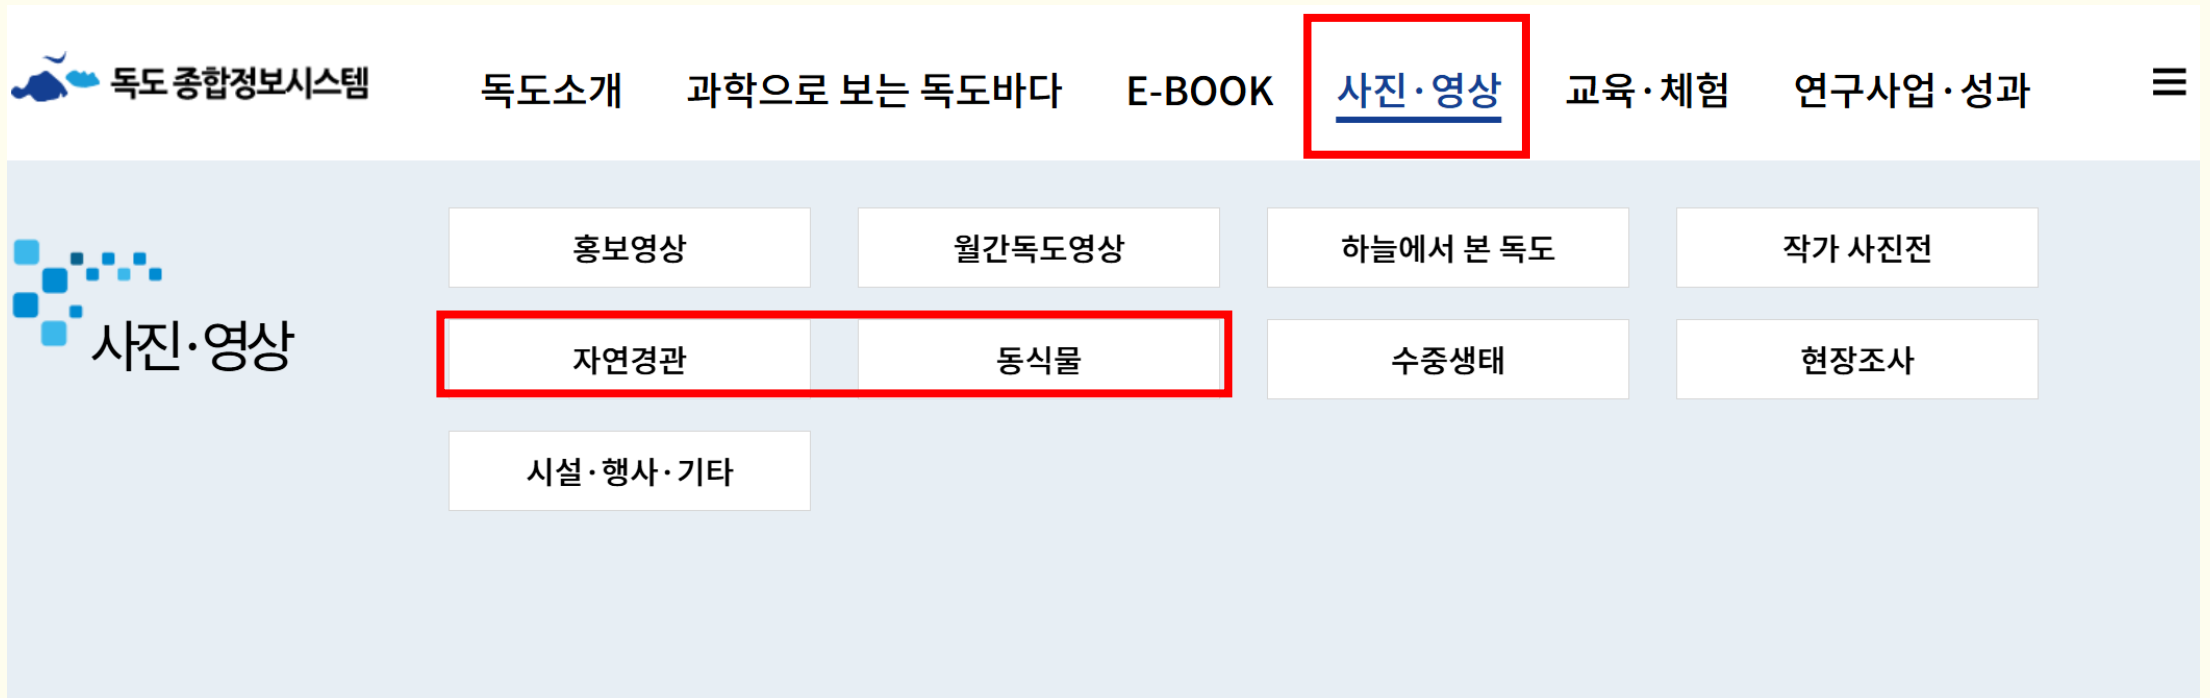 독도 종합정보시스템 독도소개 과학으로 보는 독도바다 E-BOOK 사진·영상 교육·체험 연구사업·성과
사진·영상
홍보영상 월간독도영상 하늘에서 본 독도 작가 사진전
자연경관 동식물 수중생태 현장조사
시설·행사·기타